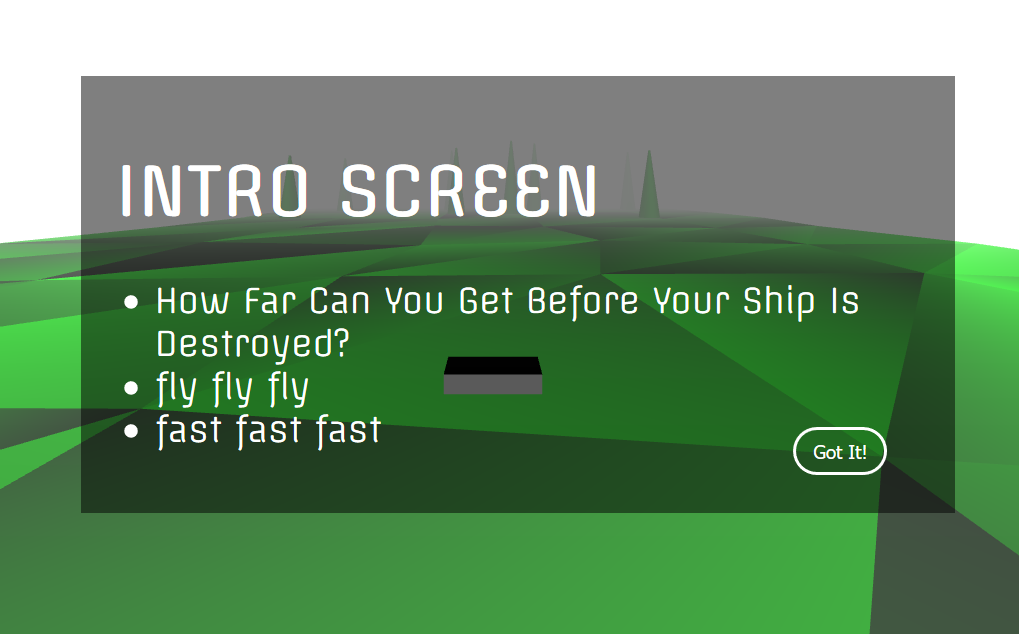 INTRO SCREEN
How Far Can You Get Before Your Ship Is
Destroyed?
fly fly fly
fast fast fast
Got It!